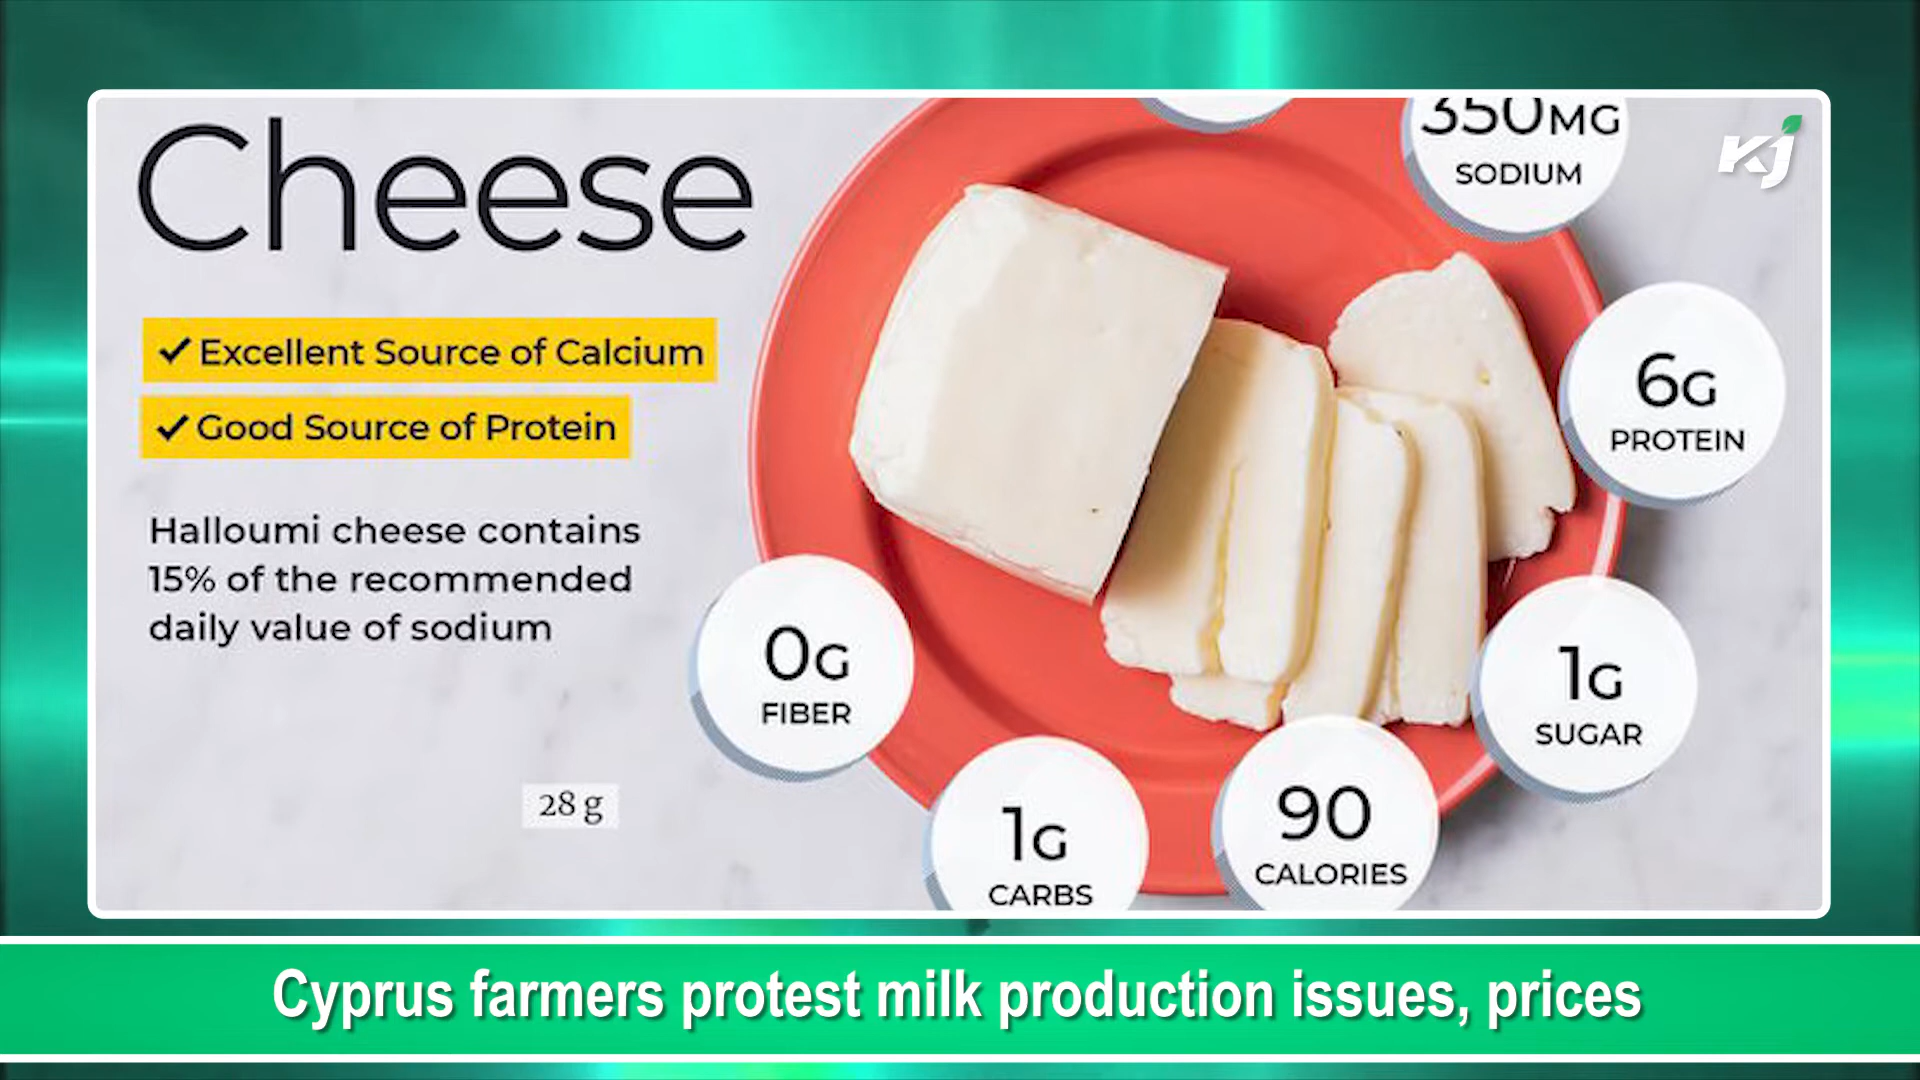 Cheese
✓ Excellent Source of Calcium
✓ Good Source of Protein
Halloumi cheese contains
15% of the recommended
daily value of sodium
28 g
350MG
SODIUM
KJ
6G
PROTEIN
1G
SUGAR
90
CALORIES
1G
CARBS
0G
FIBER
Cyprus farmers protest milk production issues, prices